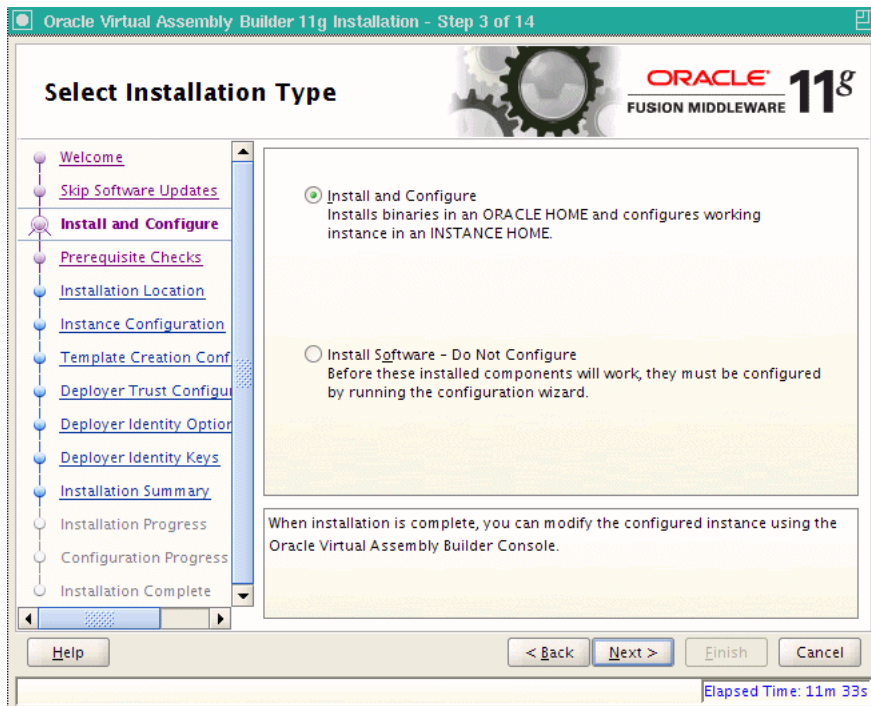 Oracle Virtual Assembly Builder 11g Installation - Step 3 of 14
Select Installation Type
ORACLE
FUSION MIDDLEWARE
11g
Welcome
Skip Software Updates
Install and Configure
Prerequisite Checks
Installation Location
Instance Configuration
Template Creation Conf
Deployer Trust Configu
Deployer Identity Option
Deployer Identity Keys
Installation Summary
Installation Progress
Configuration Progress
Installation Complete
Install and Configure
Installs binaries in an ORACLE HOME and configures working
instance in an INSTANCE HOME.
Install Software - Do Not Configure
Before these installed components will work, they must be configured
by running the configuration wizard.
When installation is complete, you can modify the configured instance using the
Oracle Virtual Assembly Builder Console.
Help
< Back
Next >
Finish
Cancel
Elapsed Time: 11m 33s